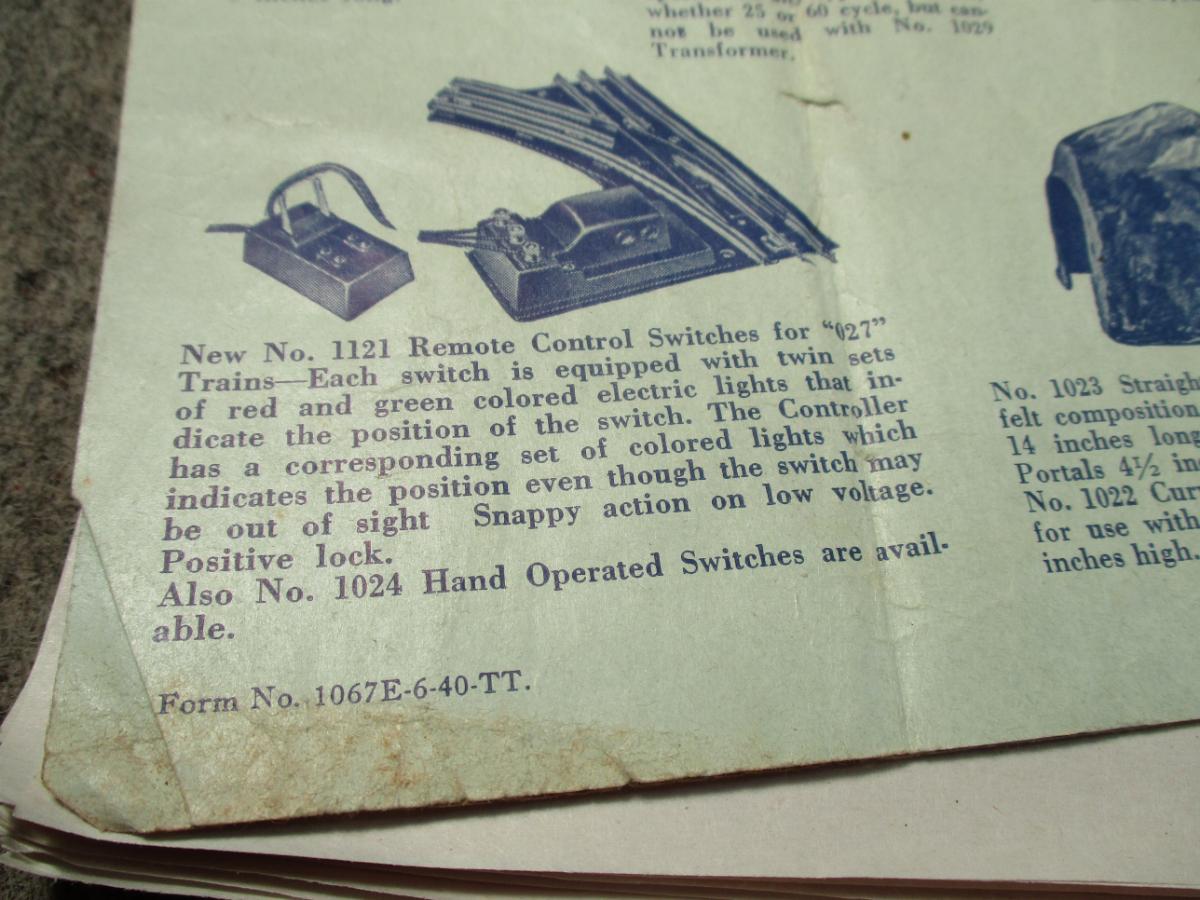 whether 25 or 60 cycle, but can-
not be used with No. 1029
Transformer.
New No. 1121 Remote Control Switches for "027"
Trains—Each switch is equipped with twin sets
of red and green colored electric lights that in-
dicate the position of the switch. The Controller
has a corresponding set of colored lights which
indicates the position even though the switch may
be out of sight Snappy action on low voltage.
Positive lock.
Also No. 1024 Hand Operated Switches are avail-
able.
Form No. 1067E-6-40-TT.
No. 1023 Straigh
felt composition
14 inches long
Portals 4½ in
No. 1022 Cur
for use with
inches high.